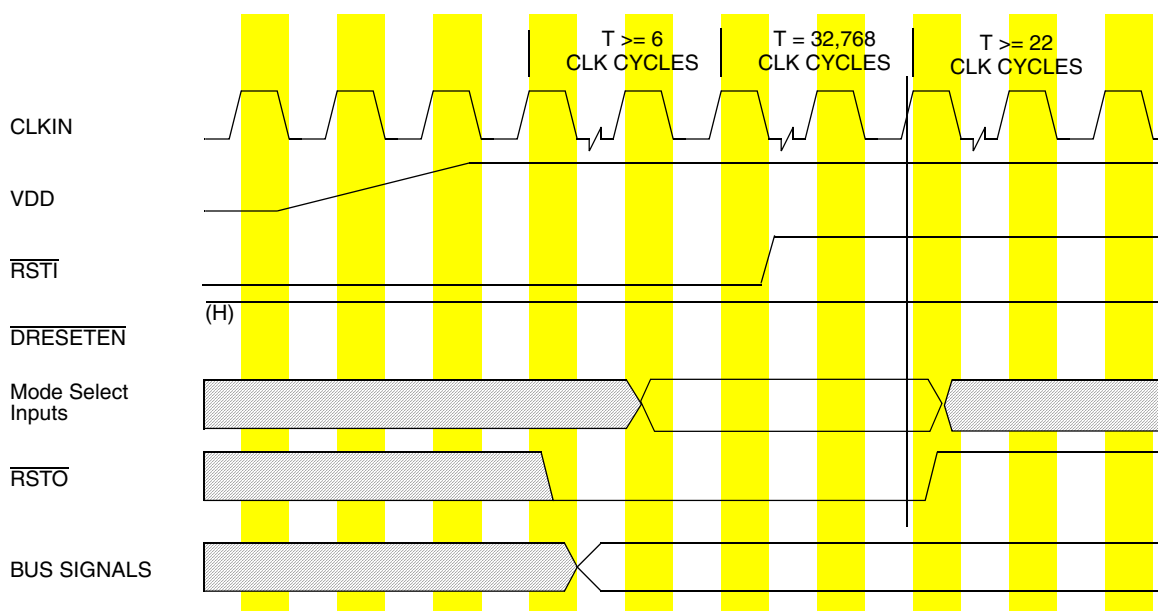 T >= 6
CLK CYCLES
T = 32,768
CLK CYCLES
T >= 22
CLK CYCLES
CLKIN
VDD
RSTI
(H)
DRESETEN
Mode Select
Inputs
RSTO
BUS SIGNALS